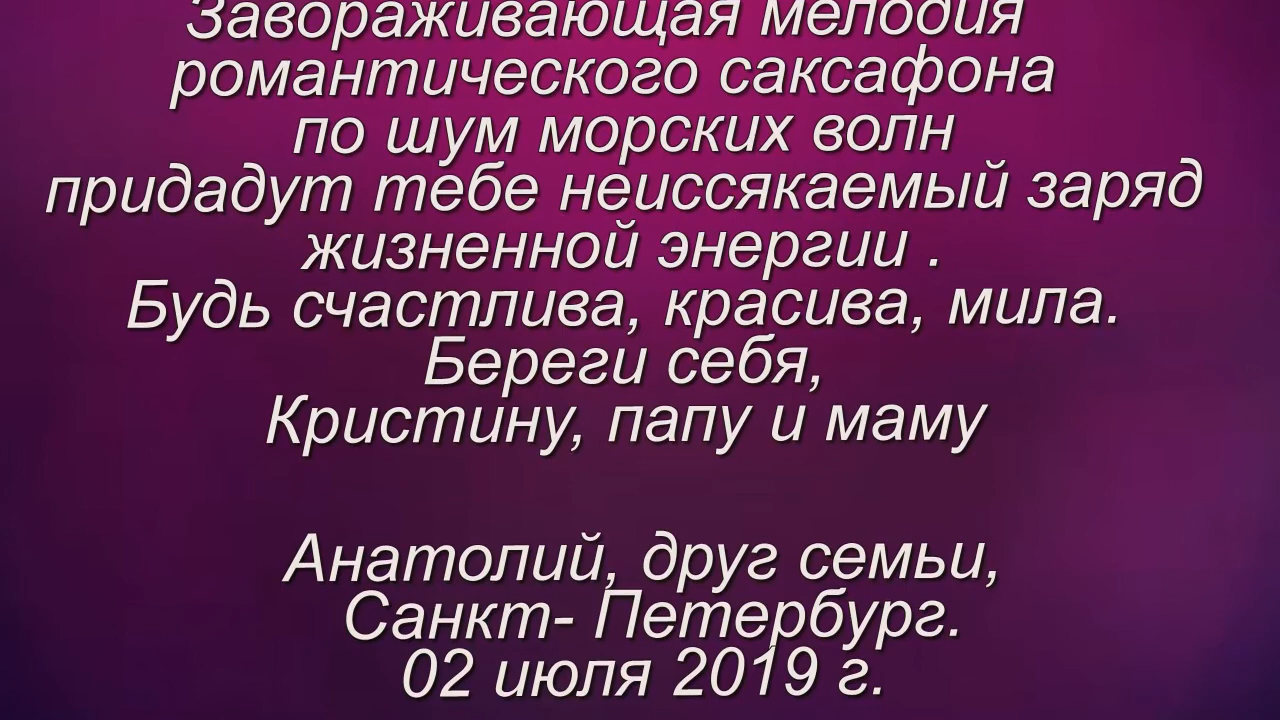 Завораживающая мелодия
романтического саксафона
по шум морских волн
придадут тебе неиссякаемый заряд
жизненной энергии .
Будь счастлива, красива, мила.
Береги себя,
Кристину, папу и маму
Анатолий, друг семьи,
Санкт- Петербург.
02 июля 2019 г.